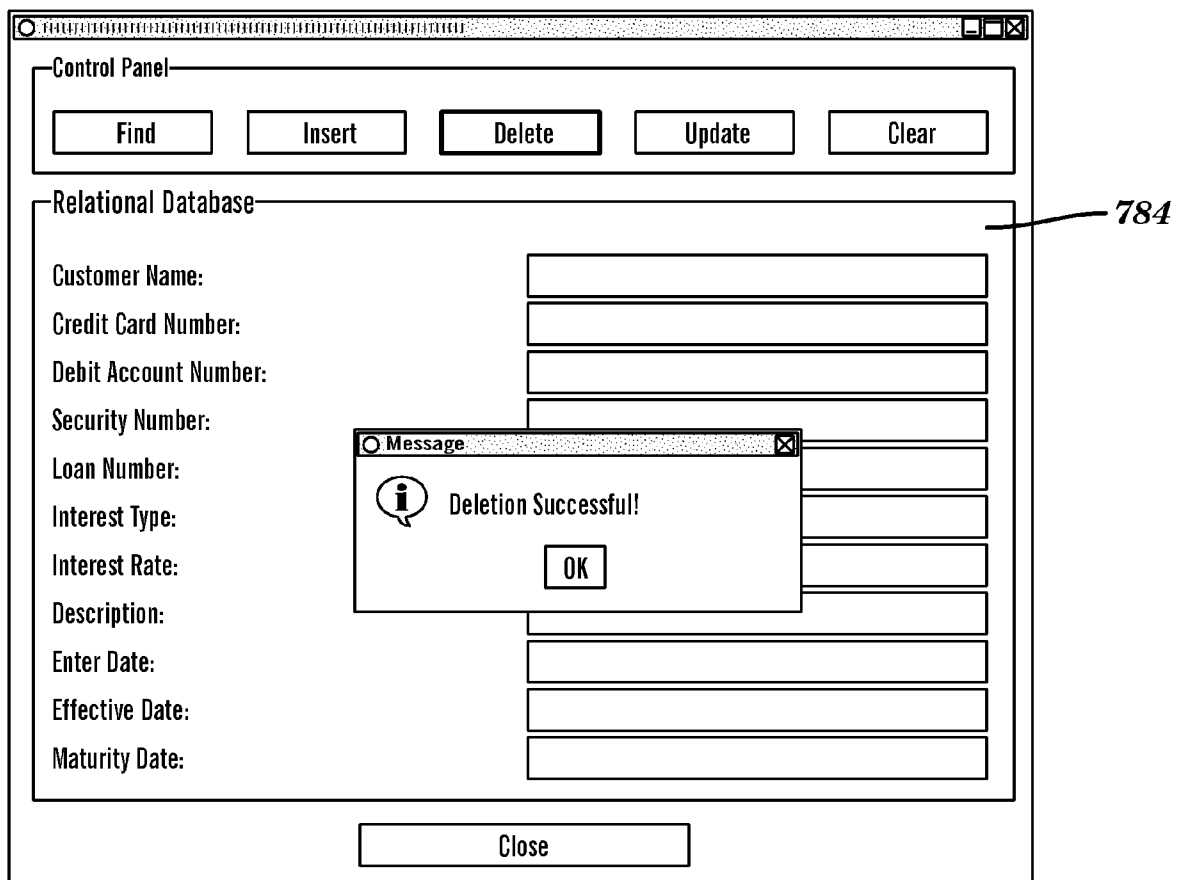 Control Panel
Find Insert Delete Update Clear
Relational Database
784
Customer Name:
Credit Card Number:
Debit Account Number:
Security Number:
Loan Number:
Message
Deletion Successful!
Interest Type:
Interest Rate:
OK
Description:
Enter Date:
Effective Date:
Maturity Date:
Close